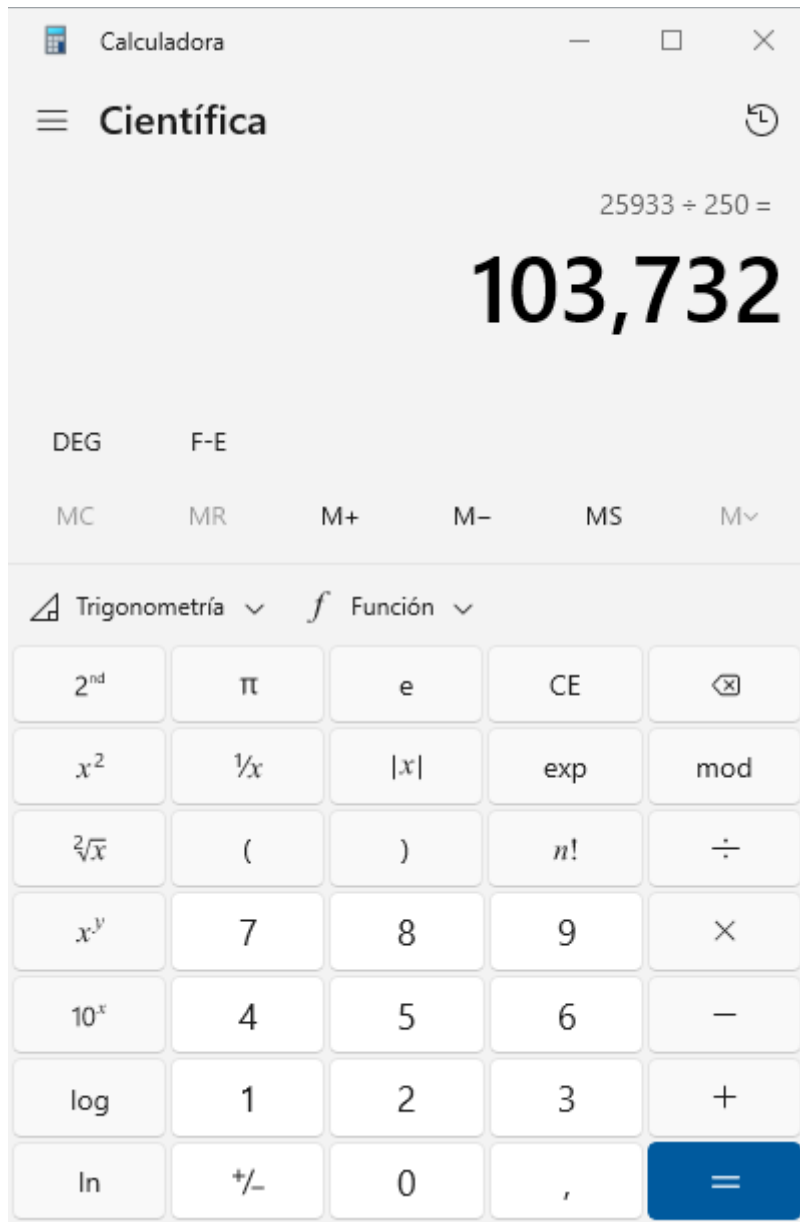 Calculadora
Científica
25933 ÷ 250 =
103,732
DEG F-E
MC MR M+ M− MS M
Trigonometría f Función
2nd π e CE
x² ¹⁄x |x| exp mod
²√x ( ) n! ÷
xʸ 7 8 9 ×
10ˣ 4 5 6 −
log 1 2 3 +
ln +/− 0 , =